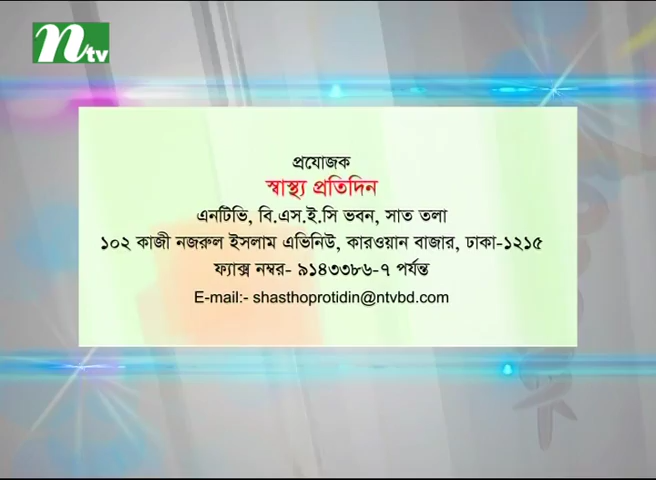 ntv
প্রযোজক
স্বাস্থ্য প্রতিদিন
এনটিভি, বি.এস.ই.সি ভবন, সাত তলা
১০২ কাজী নজরুল ইসলাম এভিনিউ, কারওয়ান বাজার, ঢাকা-১২১৫
ফ্যাক্স নম্বর- ৯১৪৩৩৮৬-৭ পর্যন্ত
E-mail:- shasthoprotidin@ntvbd.com